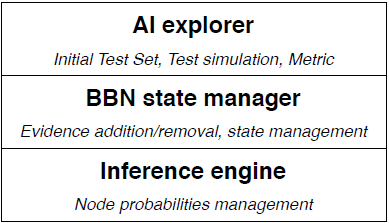 AI explorer
Initial Test Set, Test simulation, Metric
BBN state manager
Evidence addition/removal, state management
Inference engine
Node probabilities management